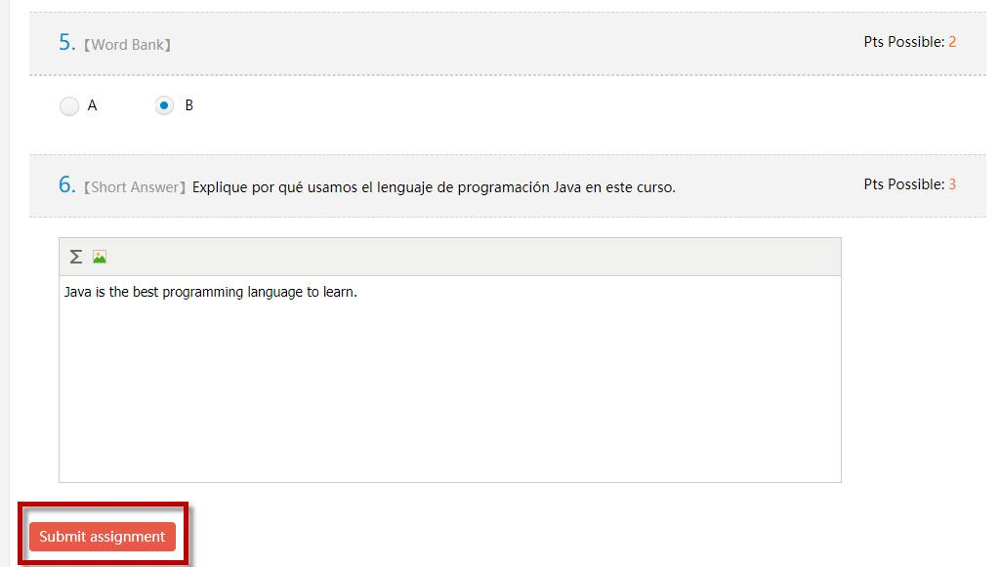 5. 【Word Bank】 Pts Possible: 2
A B
6. 【Short Answer】 Explique por qué usamos el lenguaje de programación Java en este curso. Pts Possible: 3
Σ
Java is the best programming language to learn.
Submit assignment